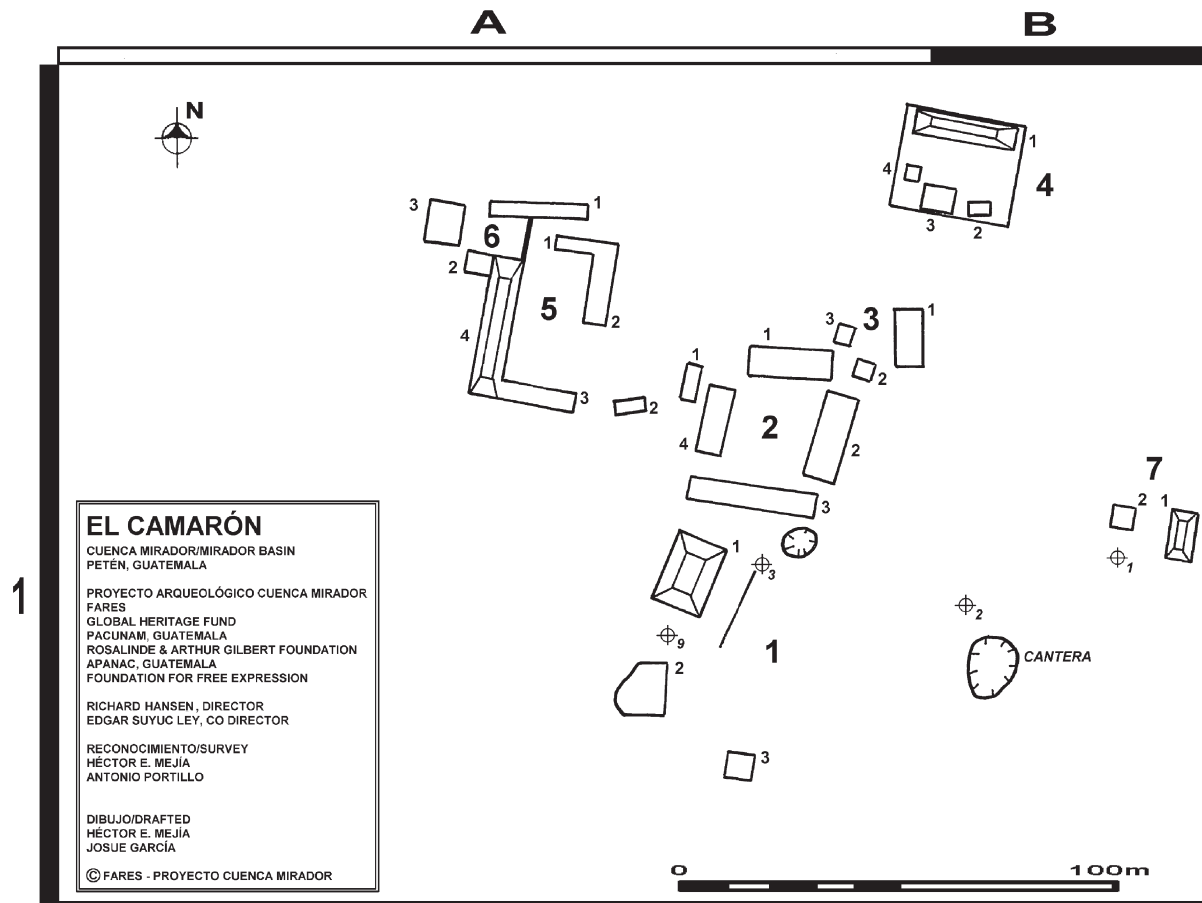 A
B
N
1
4
4
3
2
3
1
6
1
2
5
4
2
3
2
3
3
1
1
1
2
4
2
2
3
7
2
1
1
1
3
2
9
1
2
CANTERA
3
1
EL CAMARÓN
CUENCA MIRADOR/MIRADOR BASIN
PETÉN, GUATEMALA
PROYECTO ARQUEOLÓGICO CUENCA MIRADOR
FARES
GLOBAL HERITAGE FUND
PACUNAM, GUATEMALA
ROSALINDE & ARTHUR GILBERT FOUNDATION
APANAC, GUATEMALA
FOUNDATION FOR FREE EXPRESSION
RICHARD HANSEN, DIRECTOR
EDGAR SUYUC LEY, CO DIRECTOR
RECONOCIMIENTO/SURVEY
HÉCTOR E. MEJÍA
ANTONIO PORTILLO
DIBUJO/DRAFTED
HÉCTOR E. MEJÍA
JOSUE GARCÍA
© FARES - PROYECTO CUENCA MIRADOR
0 100m